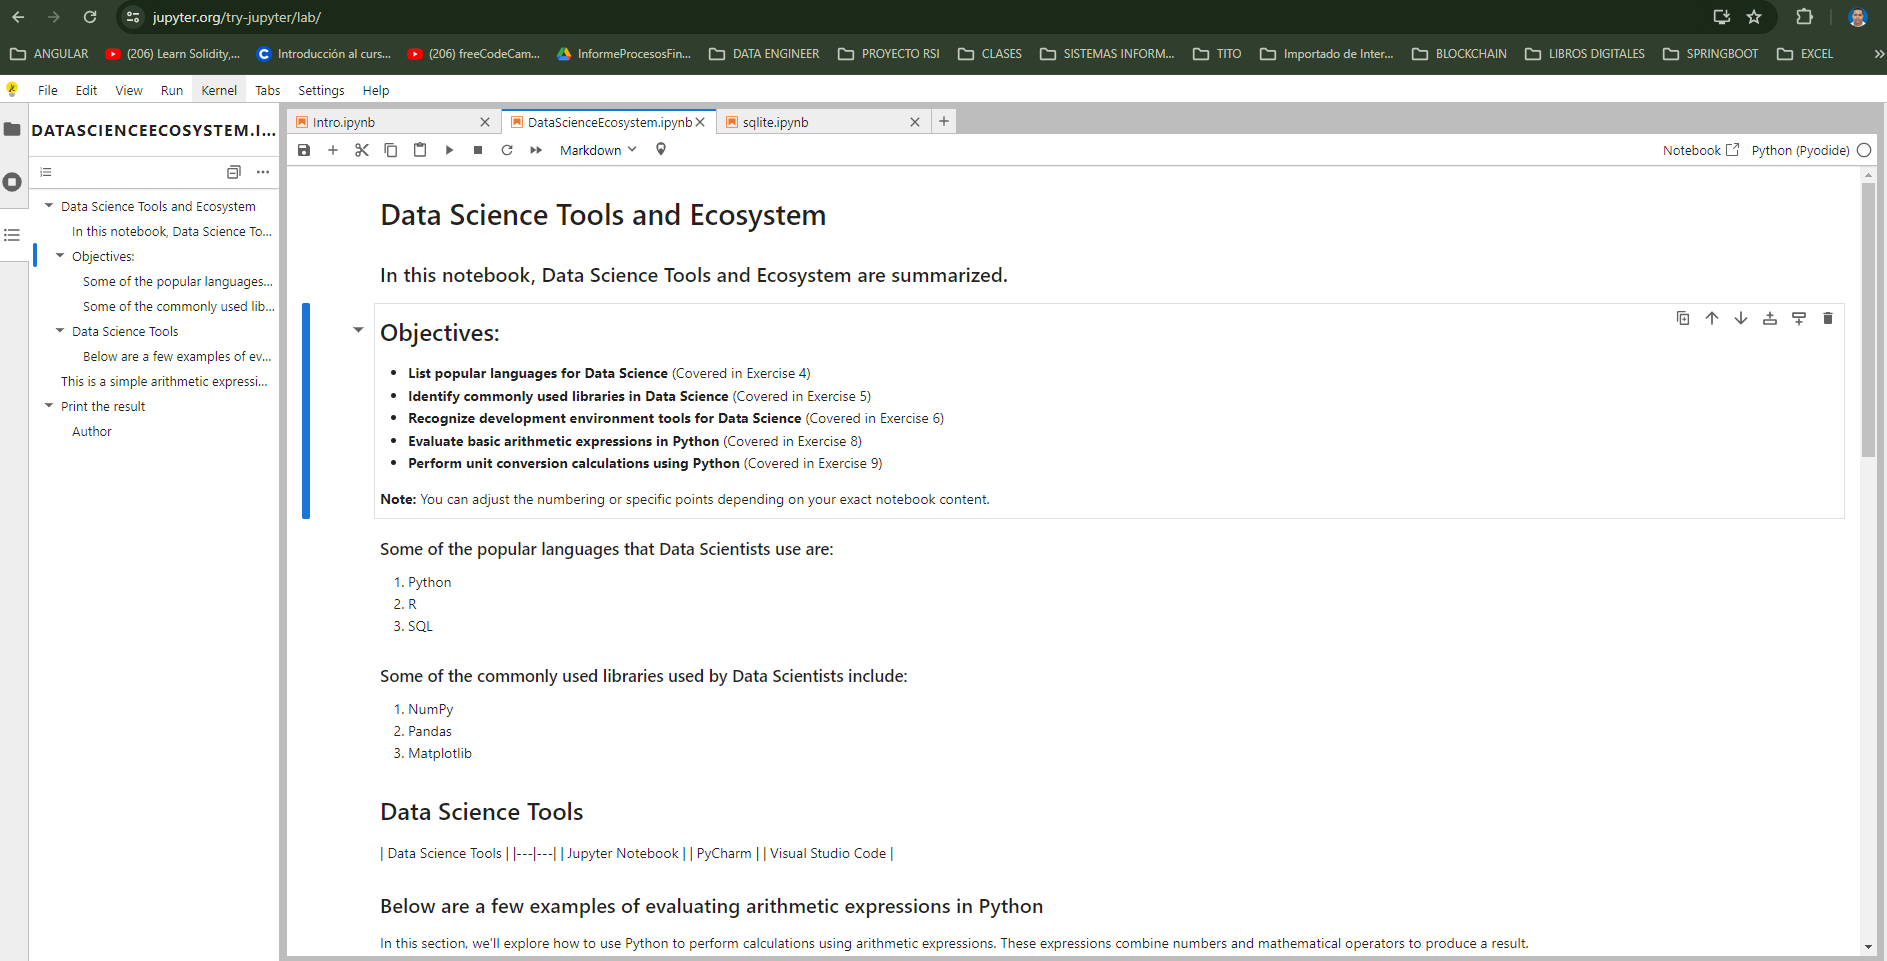 jupyter.org/try-jupyter/lab/
ANGULAR (206) Learn Solidity,... Introducción al curs... (206) freeCodeCam... InformeProcesosFin... DATA ENGINEER PROYECTO RSI CLASES SISTEMAS INFORM... TITO Importado de Inter... BLOCKCHAIN LIBROS DIGITALES SPRINGBOOT EXCEL »
File Edit View Run Kernel Tabs Settings Help
DATASCIENCEECOSYSTEM.I...
Data Science Tools and Ecosystem
In this notebook, Data Science To...
Objectives:
Some of the popular languages...
Some of the commonly used lib...
Data Science Tools
Below are a few examples of ev...
This is a simple arithmetic expressi...
Print the result
Author
Intro.ipynb DataScienceEcosystem.ipynb sqlite.ipynb
Markdown Notebook Python (Pyodide)
Data Science Tools and Ecosystem
In this notebook, Data Science Tools and Ecosystem are summarized.
Objectives:
• List popular languages for Data Science (Covered in Exercise 4)
• Identify commonly used libraries in Data Science (Covered in Exercise 5)
• Recognize development environment tools for Data Science (Covered in Exercise 6)
• Evaluate basic arithmetic expressions in Python (Covered in Exercise 8)
• Perform unit conversion calculations using Python (Covered in Exercise 9)
Note: You can adjust the numbering or specific points depending on your exact notebook content.
Some of the popular languages that Data Scientists use are:
1. Python
2. R
3. SQL
Some of the commonly used libraries used by Data Scientists include:
1. NumPy
2. Pandas
3. Matplotlib
Data Science Tools
| Data Science Tools | |---|---| | Jupyter Notebook | | PyCharm | | Visual Studio Code |
Below are a few examples of evaluating arithmetic expressions in Python
In this section, we'll explore how to use Python to perform calculations using arithmetic expressions. These expressions combine numbers and mathematical operators to produce a result.